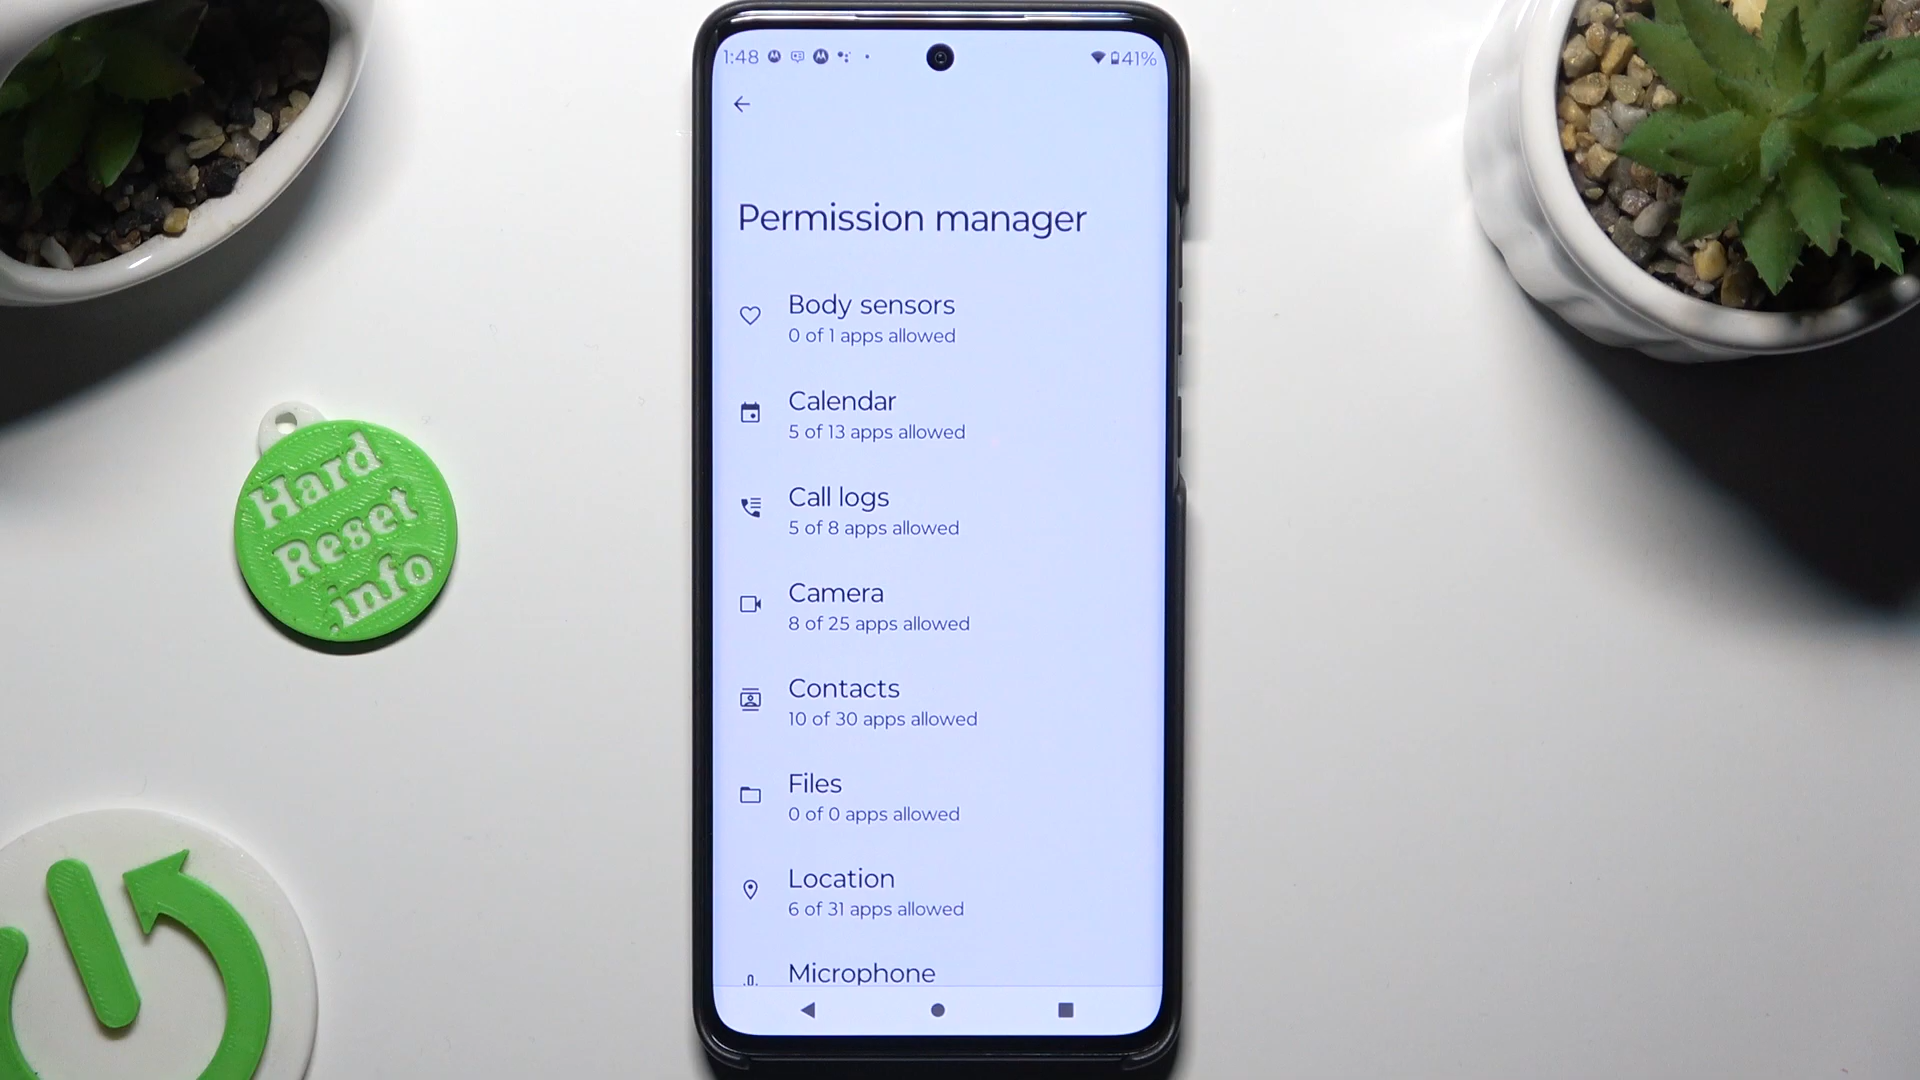 1:48
41%
Permission manager
Body sensors
0 of 1 apps allowed
Calendar
5 of 13 apps allowed
Call logs
5 of 8 apps allowed
Camera
8 of 25 apps allowed
Contacts
10 of 30 apps allowed
Files
0 of 0 apps allowed
Location
6 of 31 apps allowed
Microphone
Hard
Reset
.info